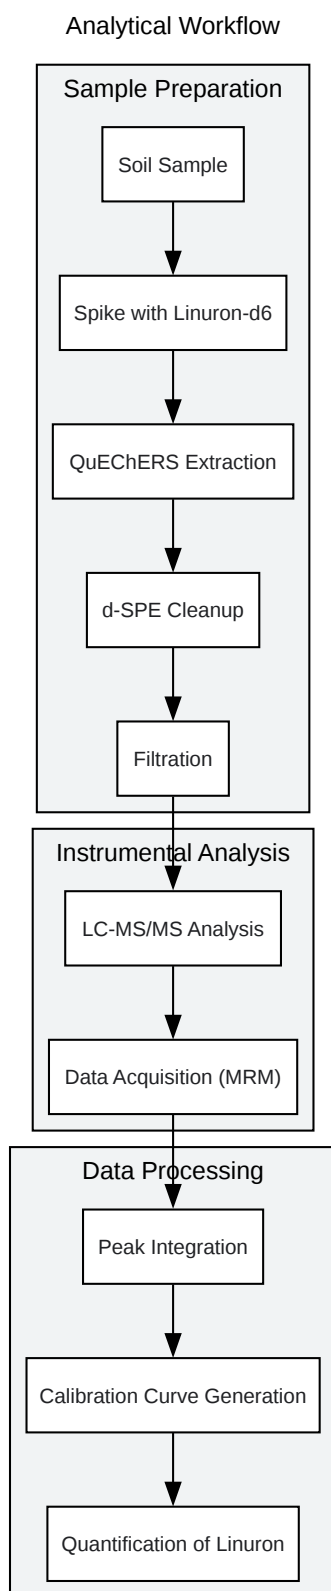 Analytical Workflow
Sample Preparation
Soil Sample
Spike with Linuron-d6
QuEChERS Extraction
d-SPE Cleanup
Filtration
Instrumental Analysis
LC-MS/MS Analysis
Data Acquisition (MRM)
Data Processing
Peak Integration
Calibration Curve Generation
Quantification of Linuron